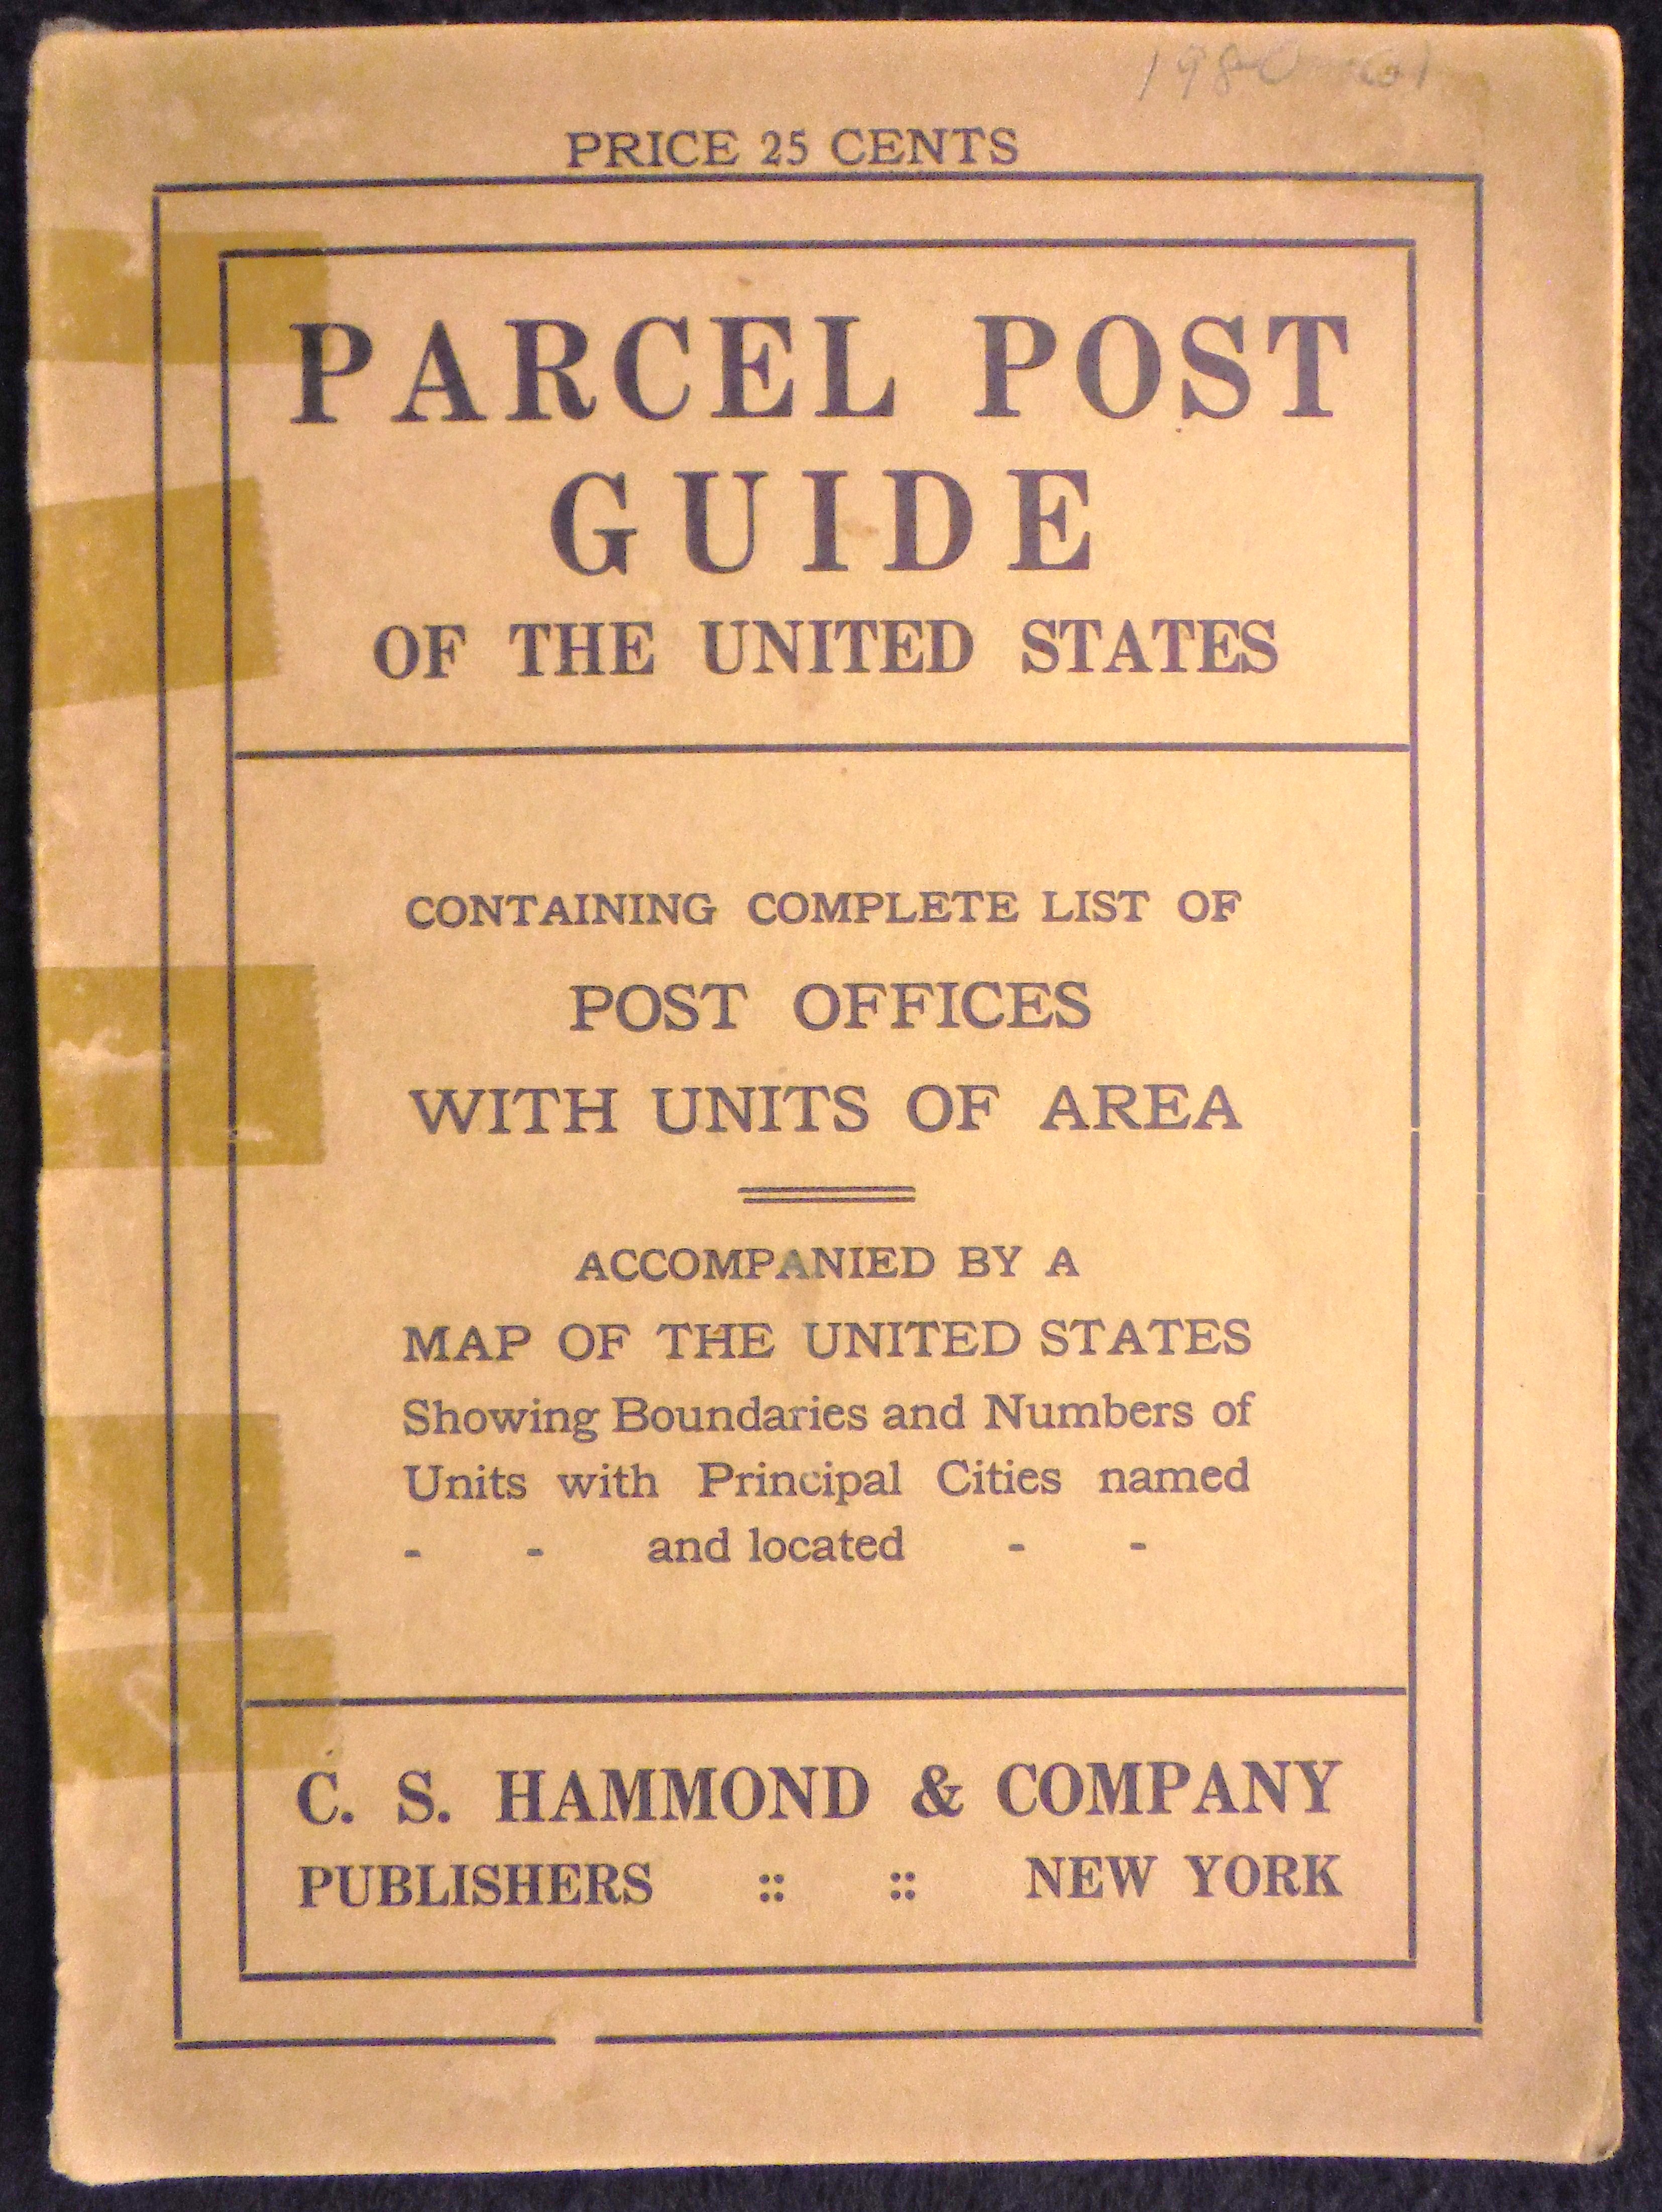 PRICE 25 CENTS
PARCEL POST
GUIDE
OF THE UNITED STATES
CONTAINING COMPLETE LIST OF
POST OFFICES
WITH UNITS OF AREA
ACCOMPANIED BY A
MAP OF THE UNITED STATES
Showing Boundaries and Numbers of
Units with Principal Cities named
- - and located - -
C. S. HAMMOND & COMPANY
PUBLISHERS :: :: NEW YORK